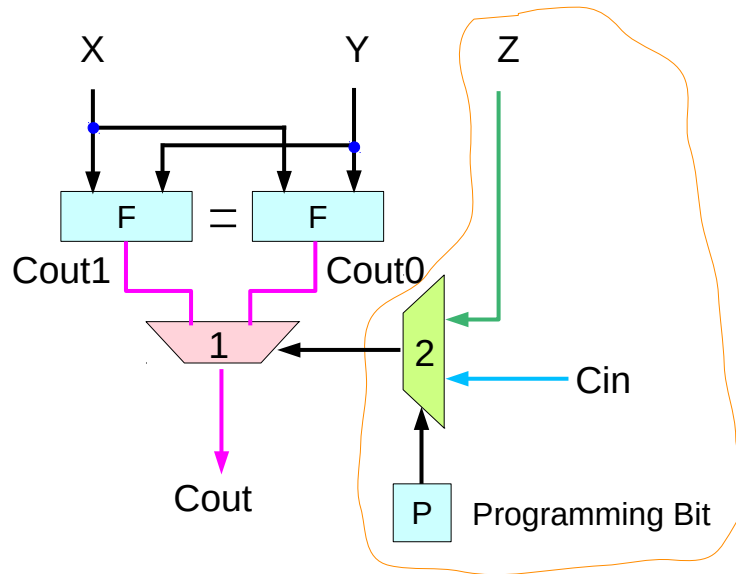 X
Y
Z
F
=
F
Cout1
Cout0
1
2
Cin
Cout
P
Programming Bit